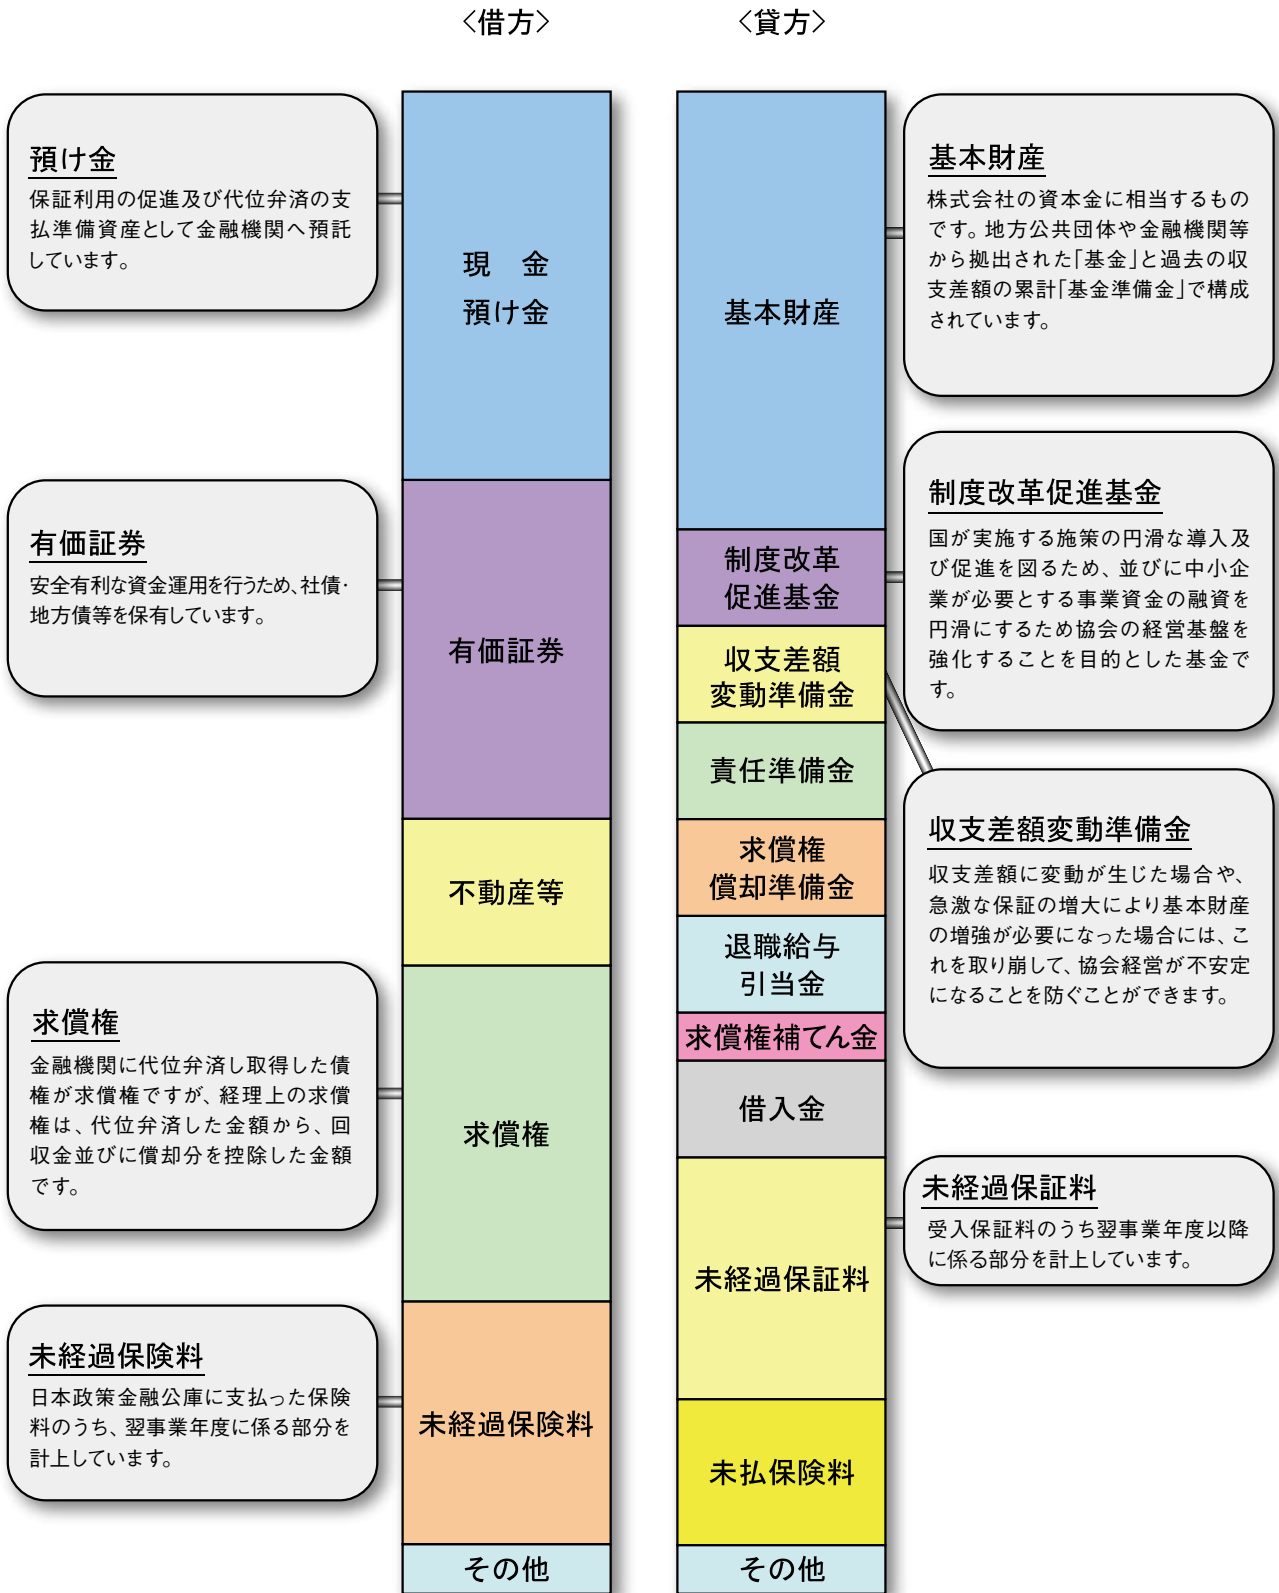 〈借方〉
〈貸方〉
預け金
保証利用の促進及び代位弁済の支
払準備資産として金融機関へ預託
しています。
有価証券
安全有利な資金運用を行うため、社債・
地方債等を保有しています。
求償権
金融機関に代位弁済し取得した債
権が求償権ですが、経理上の求償
権は、代位弁済した金額から、回
収金並びに償却分を控除した金額
です。
未経過保険料
日本政策金融公庫に支払った保険
料のうち、翌事業年度に係る部分を
計上しています。
現　金
預け金
有価証券
不動産等
求償権
未経過保険料
その他
基本財産
制度改革
促進基金
収支差額
変動準備金
責任準備金
求償権
償却準備金
退職給与
引当金
求償権補てん金
借入金
未経過保証料
未払保険料
その他
基本財産
株式会社の資本金に相当するもの
です。地方公共団体や金融機関等
から拠出された「基金」と過去の収
支差額の累計「基金準備金」で構成
されています。
制度改革促進基金
国が実施する施策の円滑な導入及
び促進を図るため、並びに中小企
業が必要とする事業資金の融資を
円滑にするため協会の経営基盤を
強化することを目的とした基金で
す。
収支差額変動準備金
収支差額に変動が生じた場合や、
急激な保証の増大により基本財産
の増強が必要になった場合には、こ
れを取り崩して、協会経営が不安定
になることを防ぐことができます。
未経過保証料
受入保証料のうち翌事業年度以降
に係る部分を計上しています。